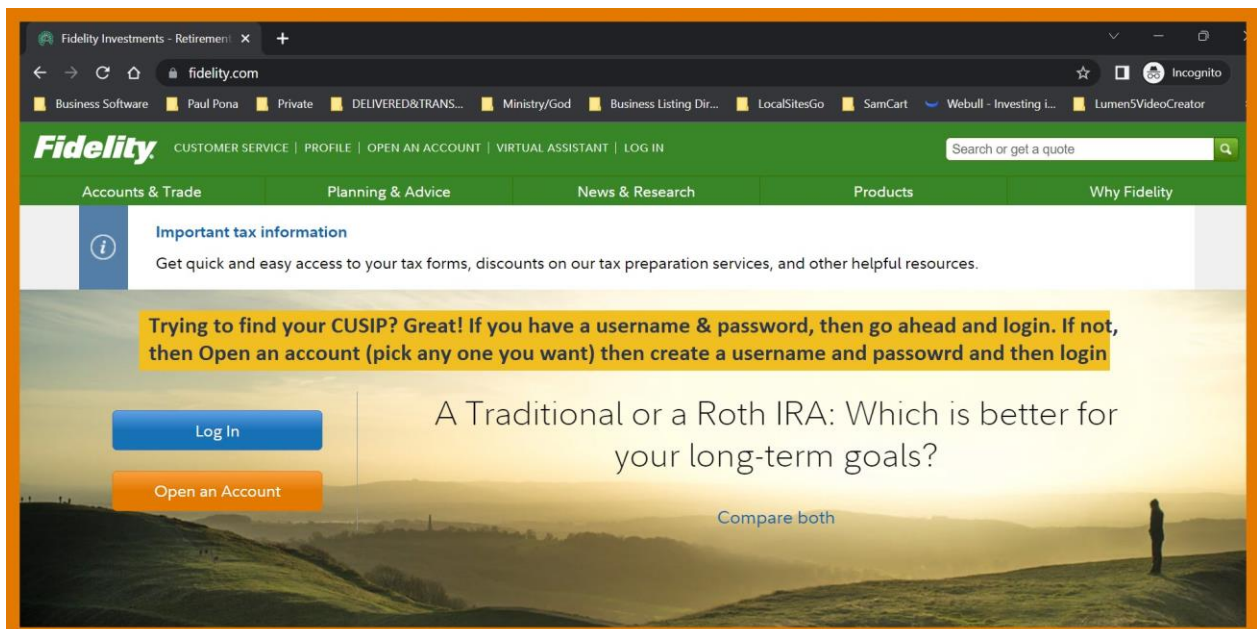 Fidelity Investments - Retirement
fidelity.com
Incognito
Business Software Paul Pona Private DELIVERED&TRANS... Ministry/God Business Listing Dir... LocalSitesGo SamCart Webull - Investing i... Lumen5VideoCreator
Fidelity CUSTOMER SERVICE | PROFILE | OPEN AN ACCOUNT | VIRTUAL ASSISTANT | LOG IN Search or get a quote
Accounts & Trade Planning & Advice News & Research Products Why Fidelity
Important tax information
Get quick and easy access to your tax forms, discounts on our tax preparation services, and other helpful resources.
Trying to find your CUSIP? Great! If you have a username & password, then go ahead and login. If not,
then Open an account (pick any one you want) then create a username and passowrd and then login
A Traditional or a Roth IRA: Which is better for
your long-term goals?
Log In
Open an Account
Compare both